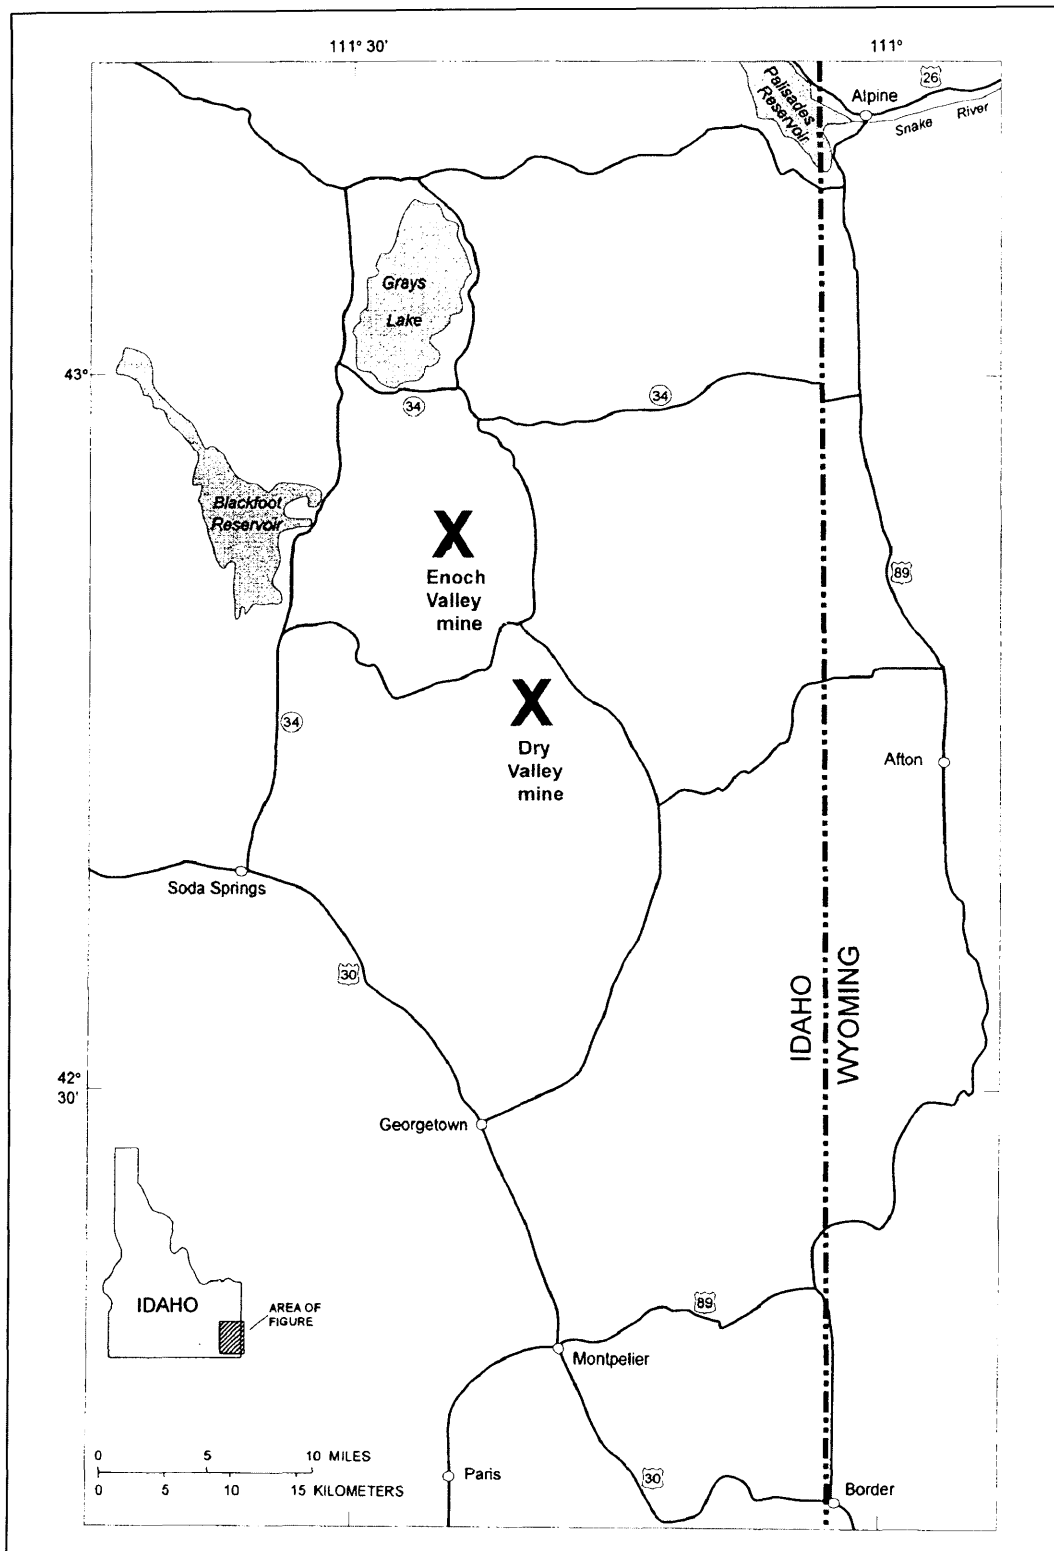 111° 30'
111°
26
Palisades
Reservoir
Alpine
Snake River
Grays
Lake
43°
34
34
Blackfoot
Reservoir
X
Enoch
Valley
mine
89
X
Dry
Valley
mine
34
Afton
Soda Springs
30
IDAHO
WYOMING
42°
30'
Georgetown
IDAHO
AREA OF
FIGURE
89
Montpelier
0 5 10 MILES
0 5 10 15 KILOMETERS
Paris
30
Border